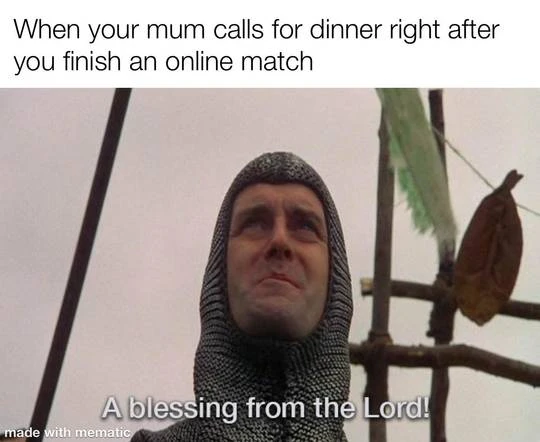 When your mum calls for dinner right after
you finish an online match
A blessing from the Lord!
made with mematic